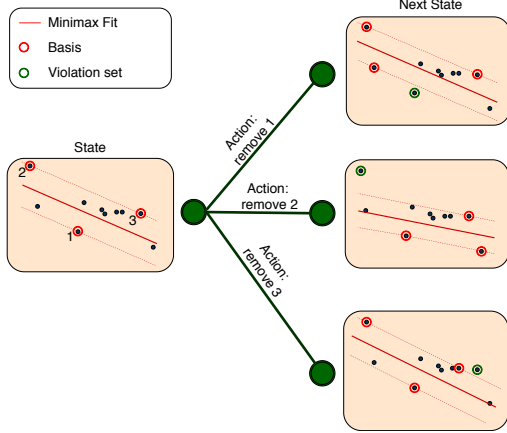 Next State
Minimax Fit
Basis
Violation set
State
2
1
3
Action:
remove 1
Action:
remove 2
Action:
remove 3